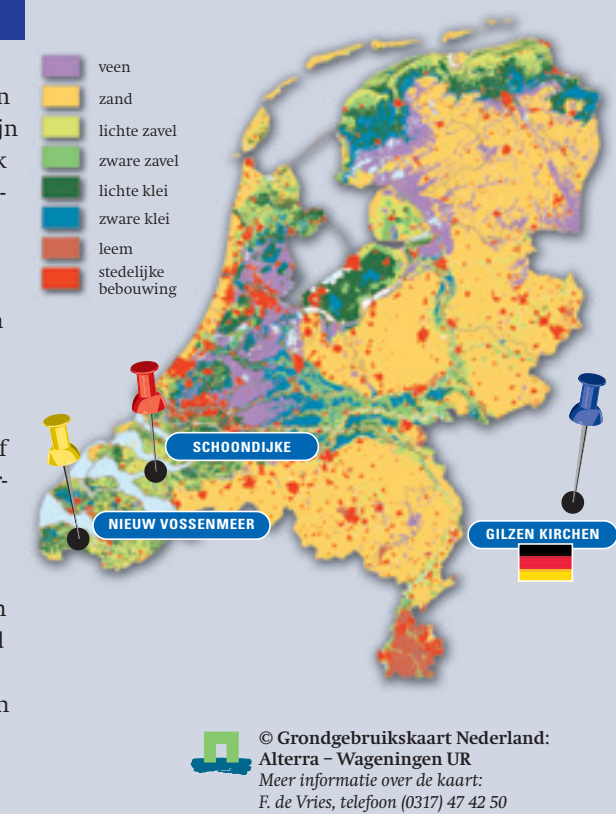 n
jn
k
-
veen
zand
lichte zavel
zware zavel
lichte klei
zware klei
leem
stedelijke
bebouwing
n
f
r-
SCHOONDIJKE
NIEUW VOSSENMEER
GILZEN KIRCHEN
n
l
n
© Grondgebruikskaart Nederland:
Alterra – Wageningen UR
Meer informatie over de kaart:
F. de Vries, telefoon (0317) 47 42 50